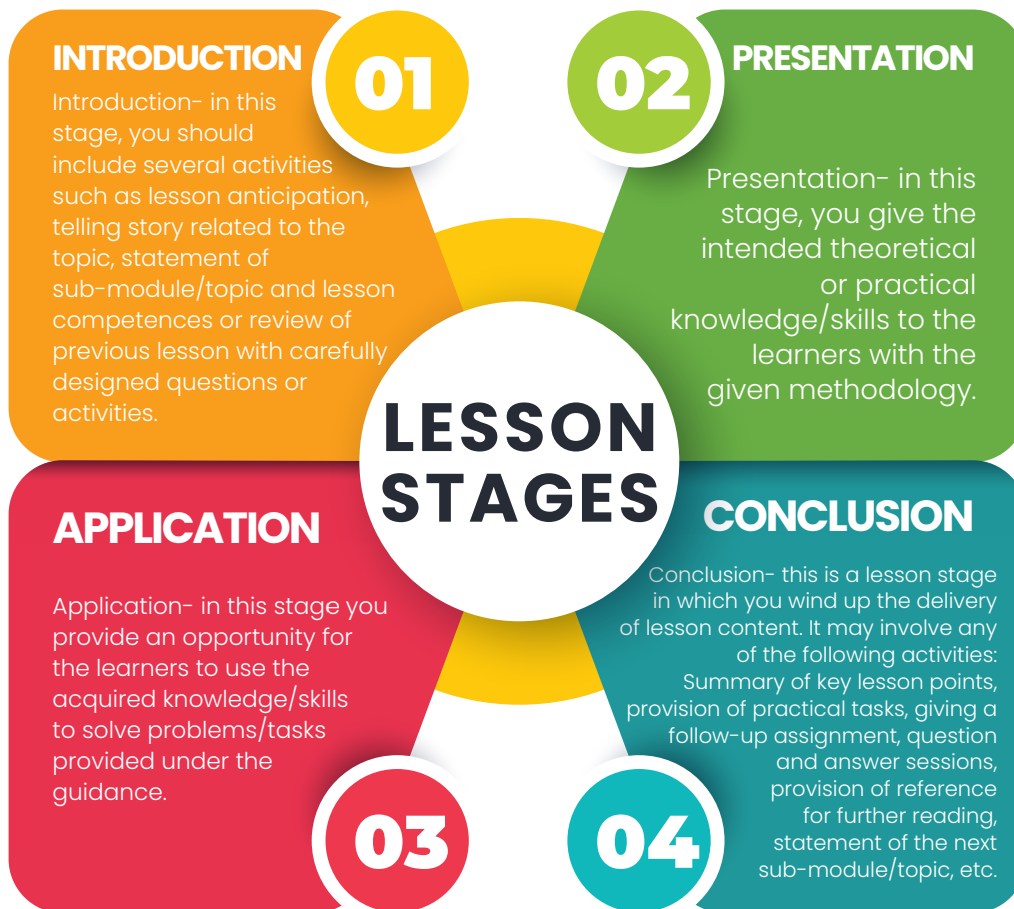 INTRODUCTION
Introduction- in this
stage, you should
include several activities
such as lesson anticipation,
telling story related to the
topic, statement of
sub-module/topic and lesson
competences or review of
previous lesson with carefully
designed questions or
activities.
01
02
PRESENTATION
Presentation- in this
stage, you give the
intended theoretical
or practical
knowledge/skills to the
learners with the
given methodology.
LESSON
STAGES
APPLICATION
Application- in this stage you
provide an opportunity for
the learners to use the
acquired knowledge/skills
to solve problems/tasks
provided under the
guidance.
03
CONCLUSION
Conclusion- this is a lesson stage
in which you wind up the delivery
of lesson content. It may involve any
of the following activities:
Summary of key lesson points,
provision of practical tasks, giving a
follow-up assignment, question
and answer sessions,
provision of reference
for further reading,
statement of the next
sub-module/topic, etc.
04